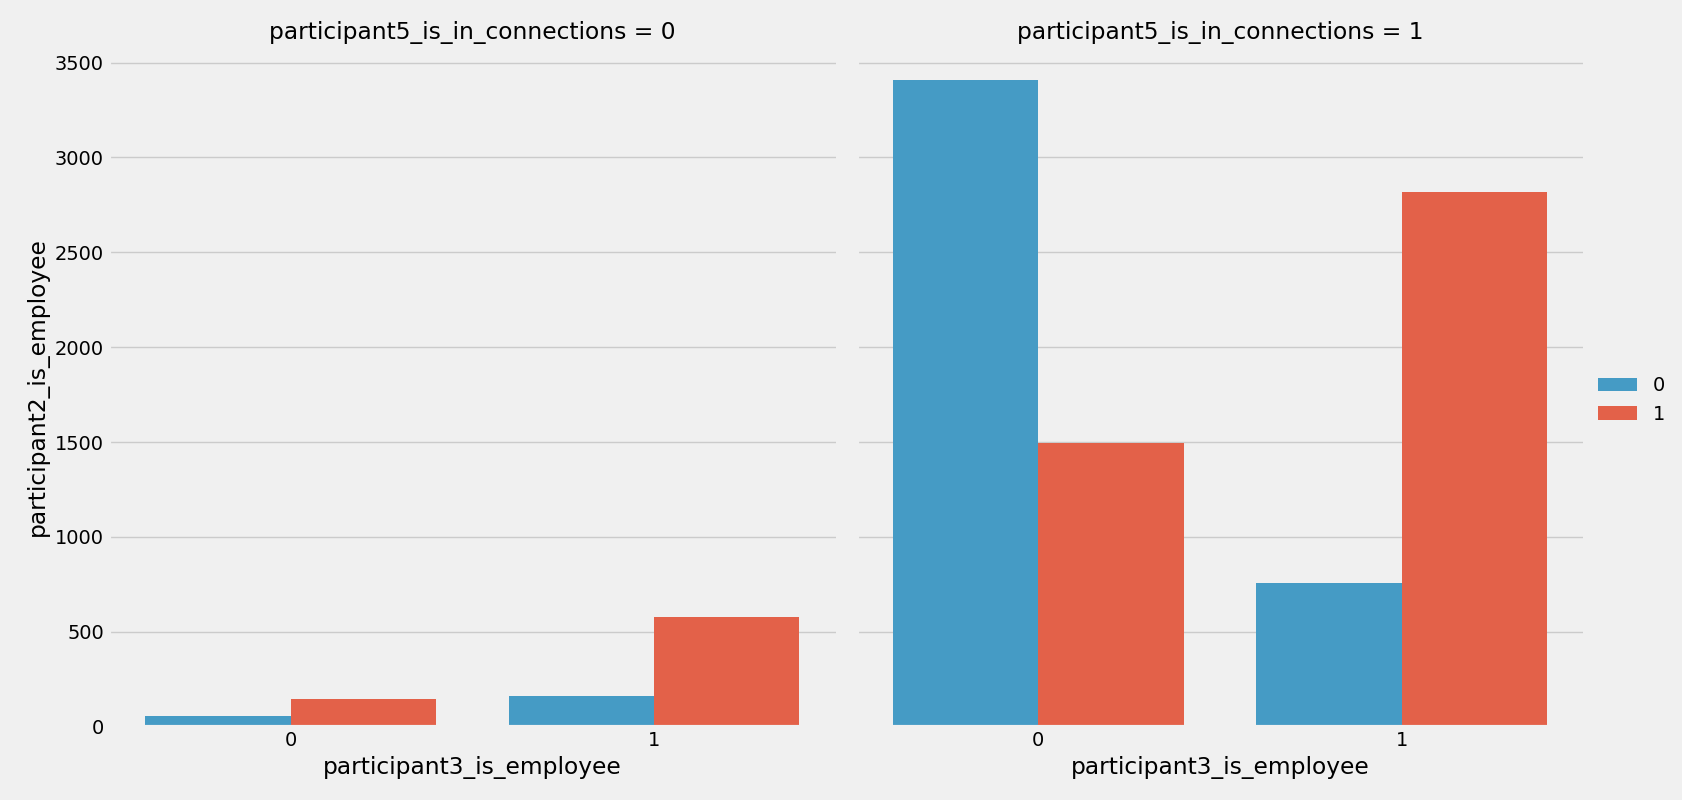 participant5_is_in_connections = 0
participant5_is_in_connections = 1
participant2_is_employee
3500
3000
2500
2000
1500
1000
500
0
0
1
0
1
participant3_is_employee
participant3_is_employee
0
1